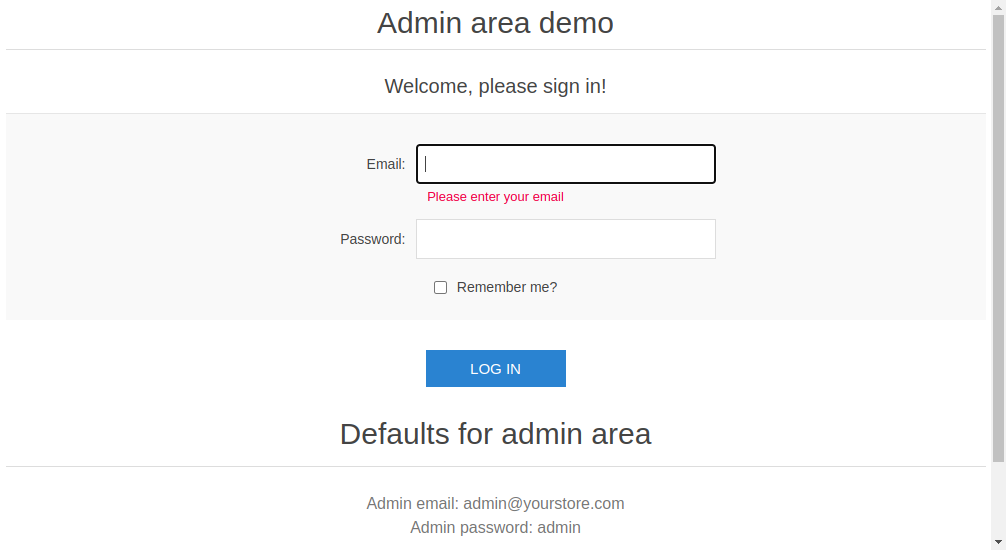 Admin area demo
Welcome, please sign in!
Email:
Please enter your email
Password:
Remember me?
LOG IN
Defaults for admin area
Admin email: admin@yourstore.com
Admin password: admin